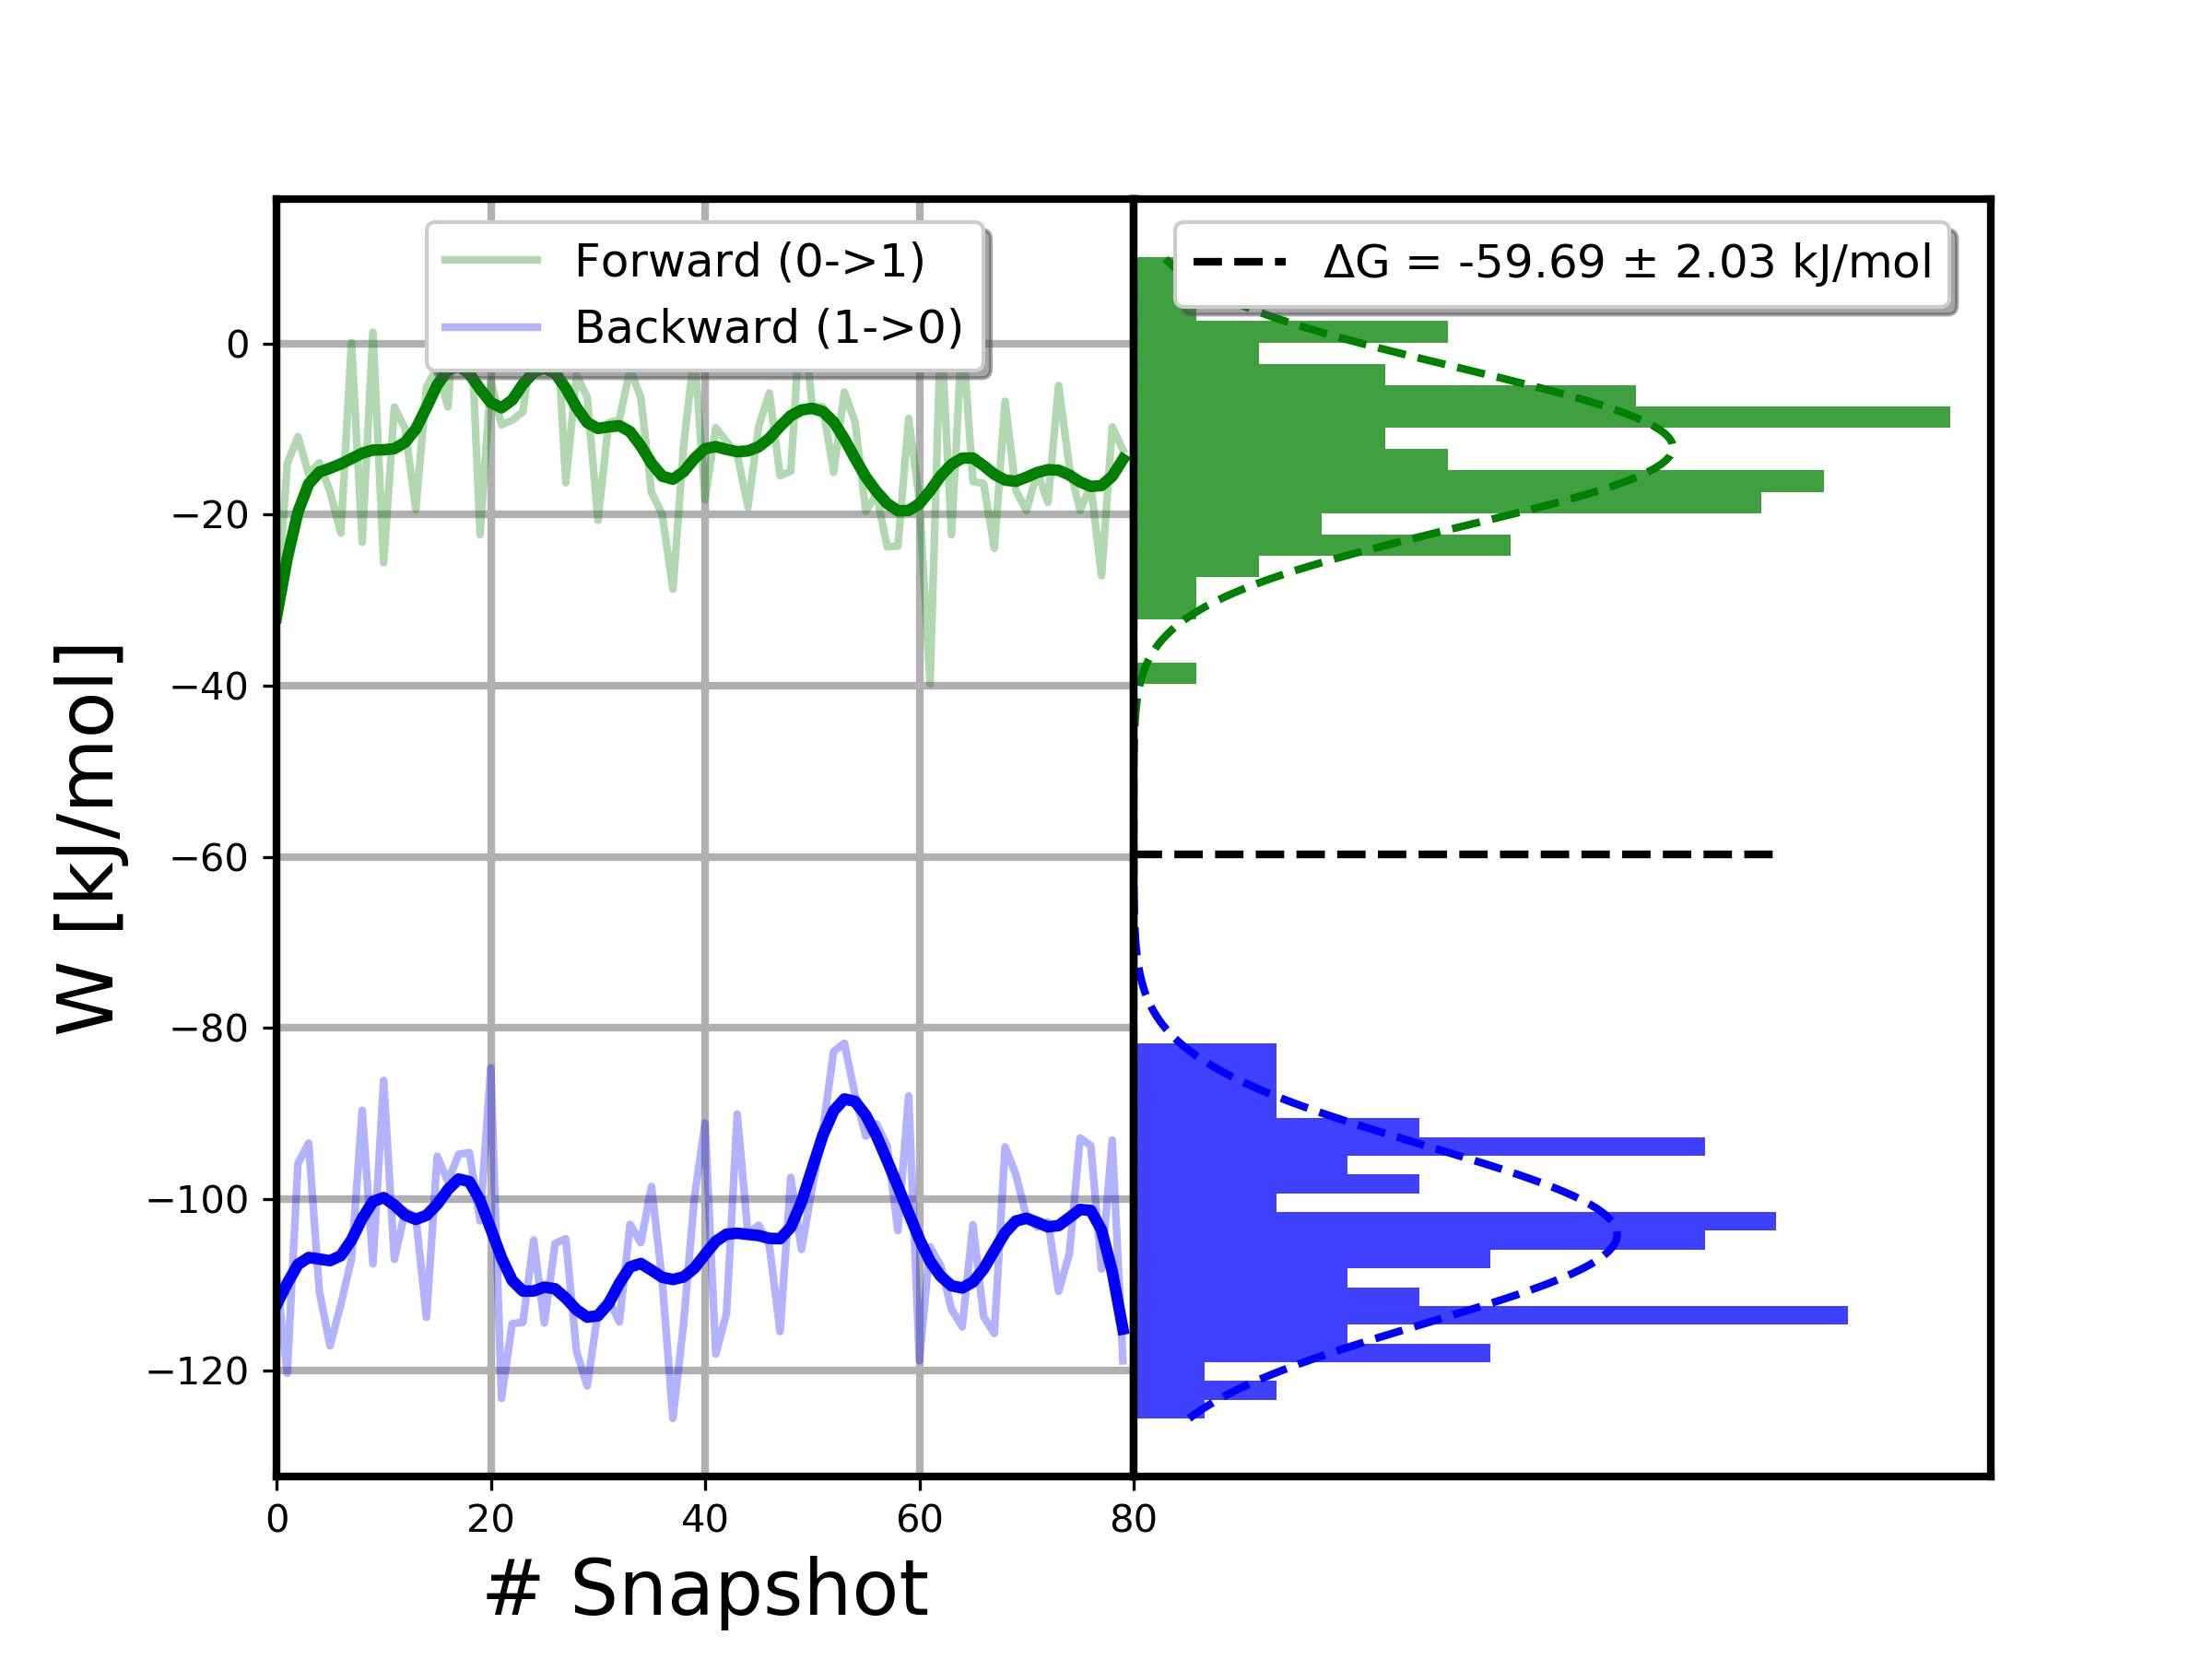 Forward (0->1)
Backward (1->0)
ΔG = -59.69 ± 2.03 kJ/mol
W [kJ/mol]
0
−20
−40
−60
−80
−100
−120
0 20 40 60 80
# Snapshot